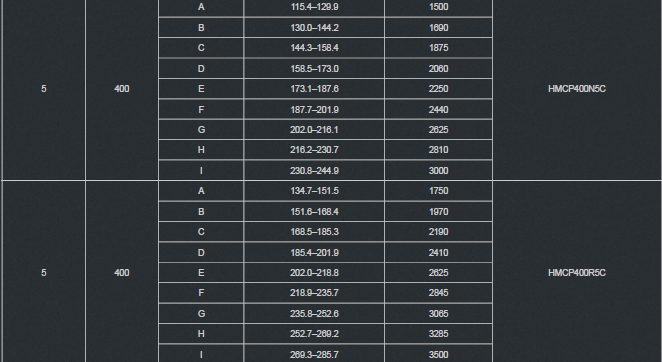 A 115.4–129.9 1500
B 130.0–144.2 1690
C 144.3–158.4 1875
D 158.5–173.0 2060
5 400 E 173.1–187.6 2250 HMCP400N5C
F 187.7–201.9 2440
G 202.0–216.1 2625
H 216.2–230.7 2810
I 230.8–244.9 3000
A 134.7–151.5 1750
B 151.6–168.4 1970
C 168.5–185.3 2190
D 185.4–201.9 2410
5 400 E 202.0–218.8 2625 HMCP400R5C
F 218.9–235.7 2845
G 235.8–252.6 3065
H 252.7–269.2 3285
I 269.3–285.7 3500